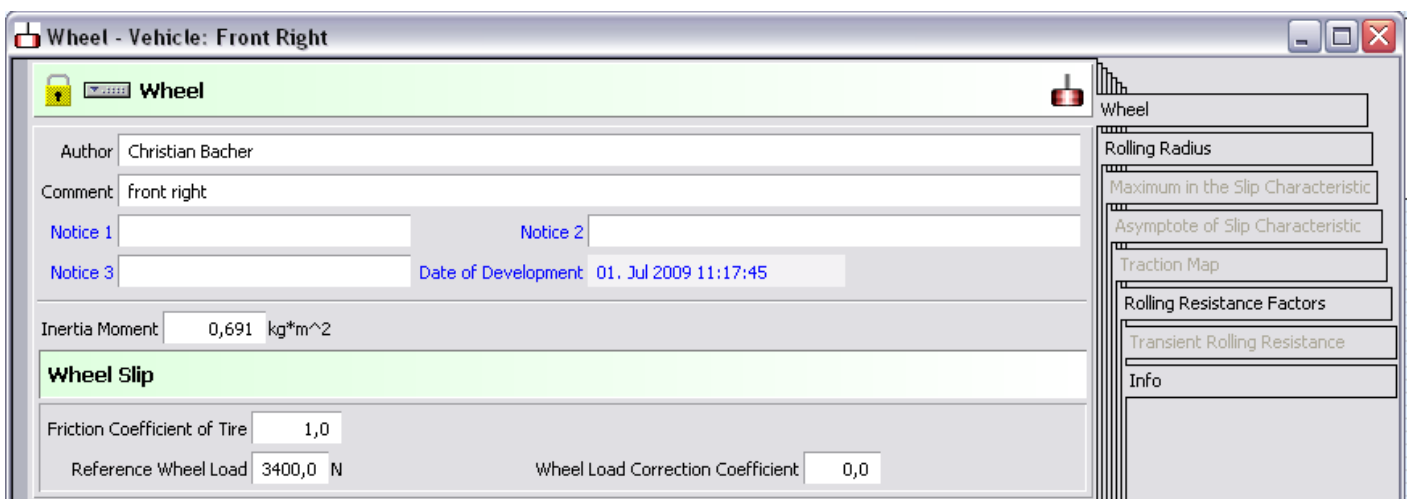 Wheel - Vehicle: Front Right
Wheel
Author Christian Bacher
Comment front right
Notice 1 Notice 2
Notice 3 Date of Development 01. Jul 2009 11:17:45
Inertia Moment 0,691 kg*m^2
Wheel Slip
Friction Coefficient of Tire 1,0
Reference Wheel Load 3400,0 N Wheel Load Correction Coefficient 0,0
Wheel
Rolling Radius
Maximum in the Slip Characteristic
Asymptote of Slip Characteristic
Traction Map
Rolling Resistance Factors
Transient Rolling Resistance
Info